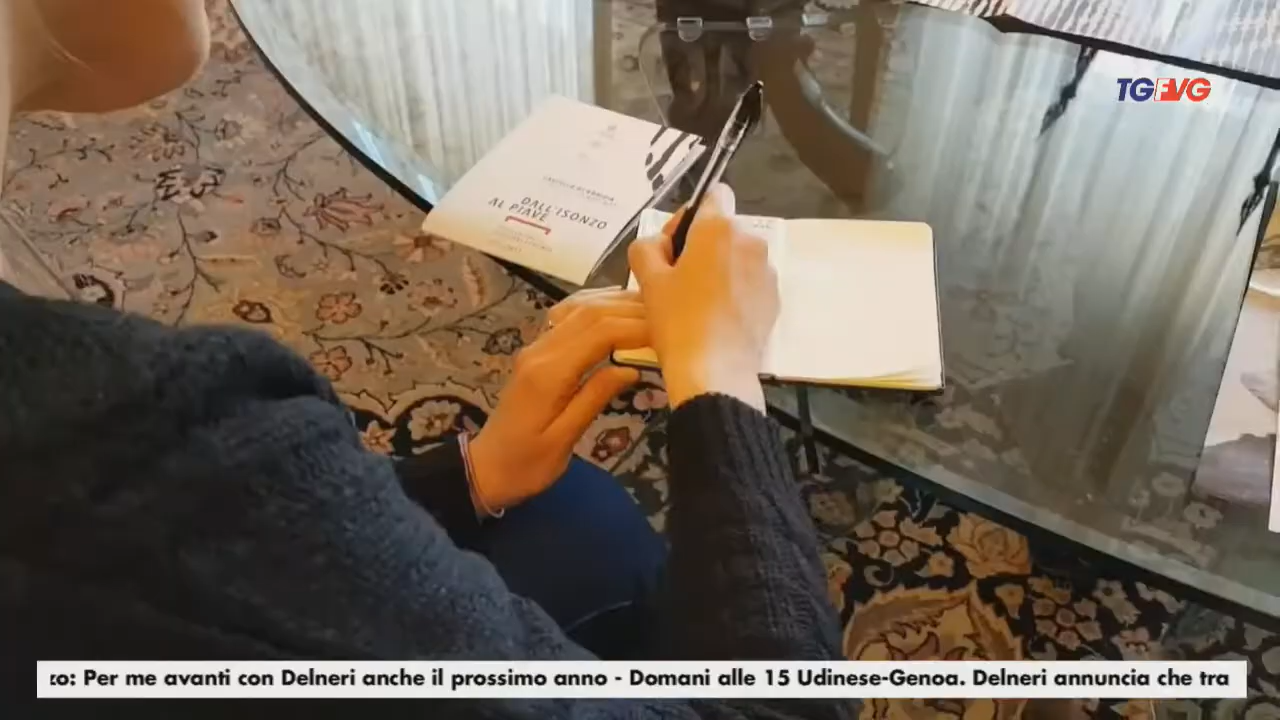 TGFVG
DALL'ISONZO
AL PIAVE
zo: Per me avanti con Delneri anche il prossimo anno - Domani alle 15 Udinese-Genoa. Delneri annuncia che tra